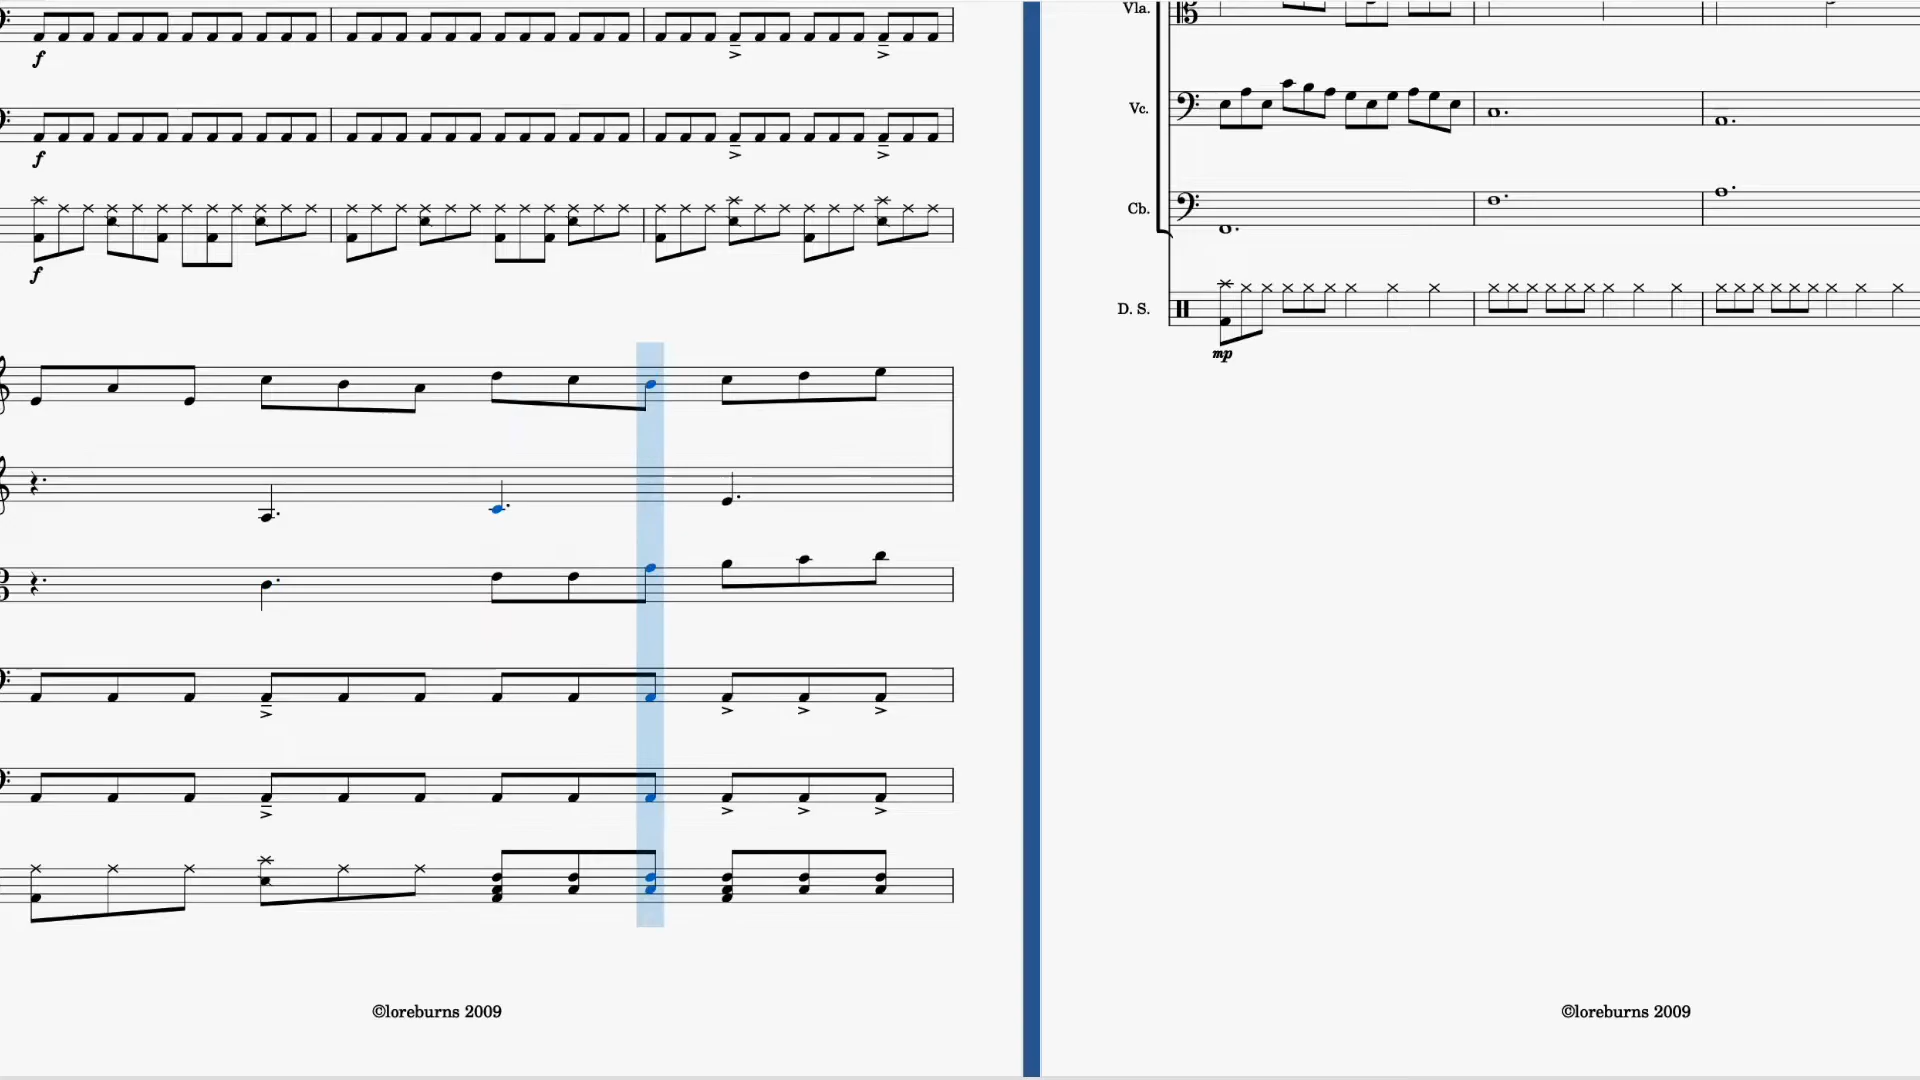 f
f
f
©loreburns 2009
Vla.
Vc.
Cb.
D. S.
mp
©loreburns 2009